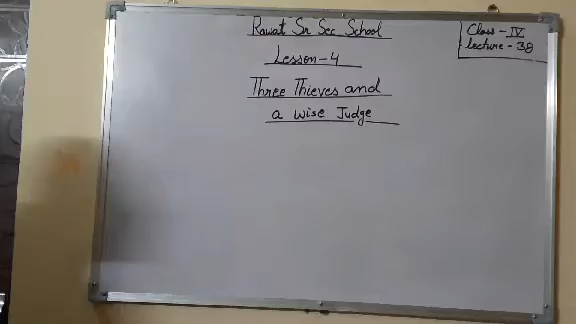 Rawat Sr Sec School
Class - IV
Lecture - 38
Lesson-4
Three Thieves and
a wise Judge